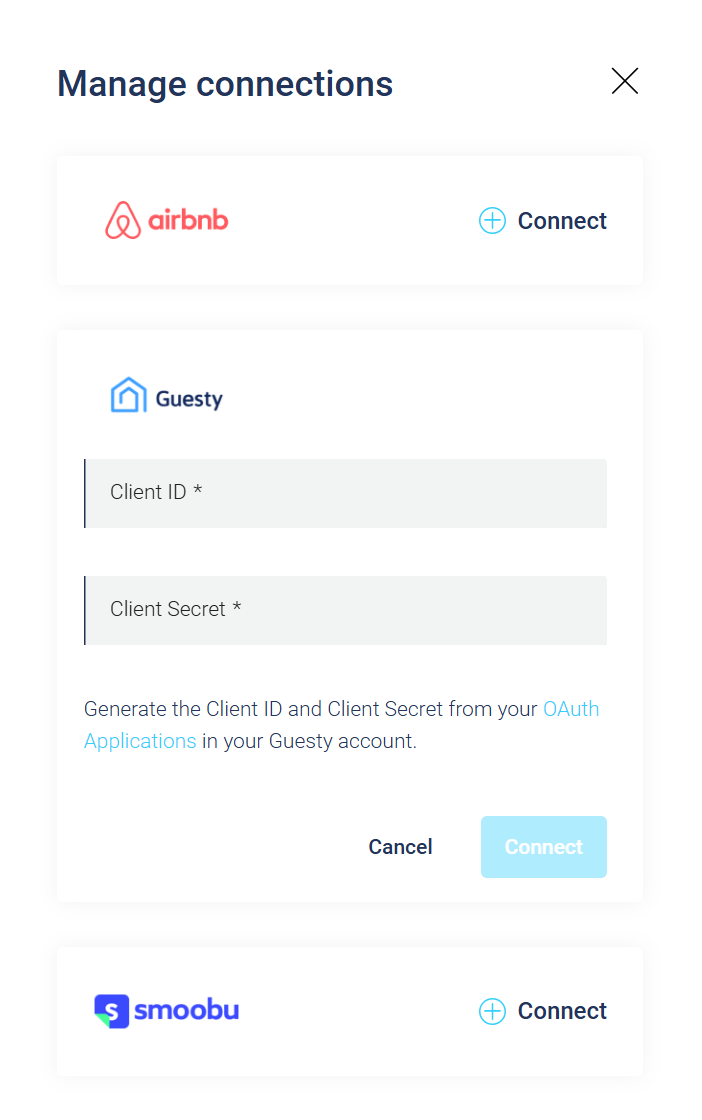 Manage connections
airbnb
Connect
Guesty
Client ID *
Client Secret *
Generate the Client ID and Client Secret from your OAuth
Applications in your Guesty account.
Cancel
Connect
S smoobu
Connect